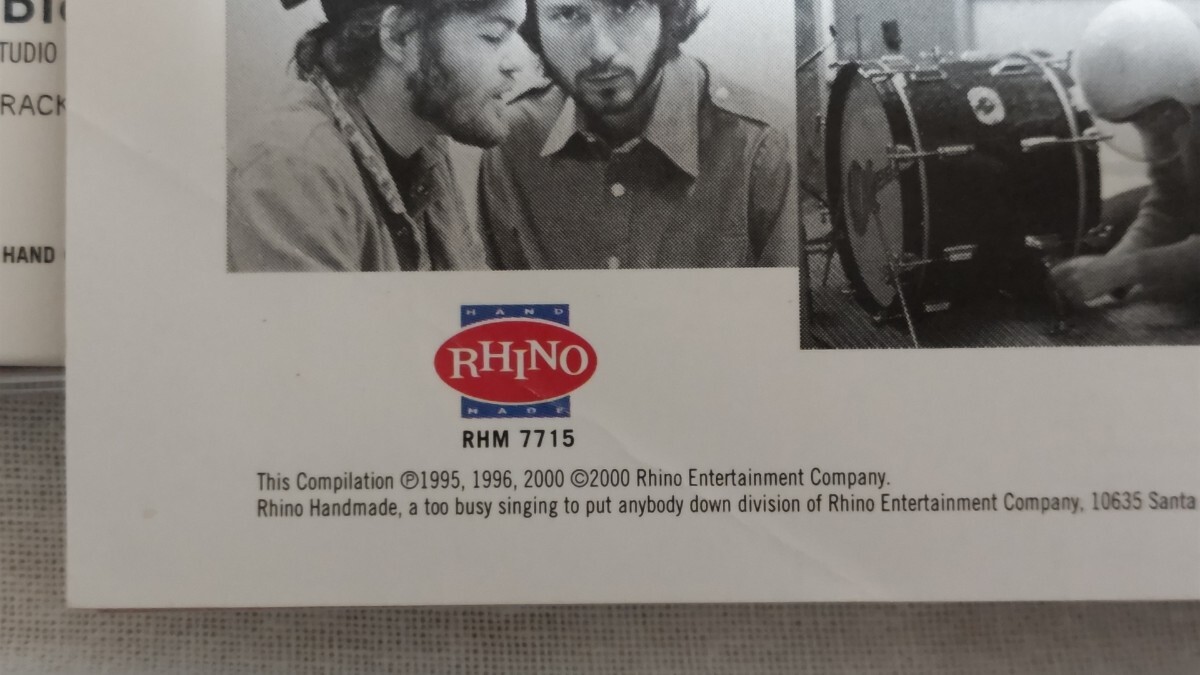 TUDIO
RACK
HAND
HAND
RHINO
MADE
RHM 7715
This Compilation ℗1995, 1996, 2000 ©2000 Rhino Entertainment Company.
Rhino Handmade, a too busy singing to put anybody down division of Rhino Entertainment Company, 10635 Santa